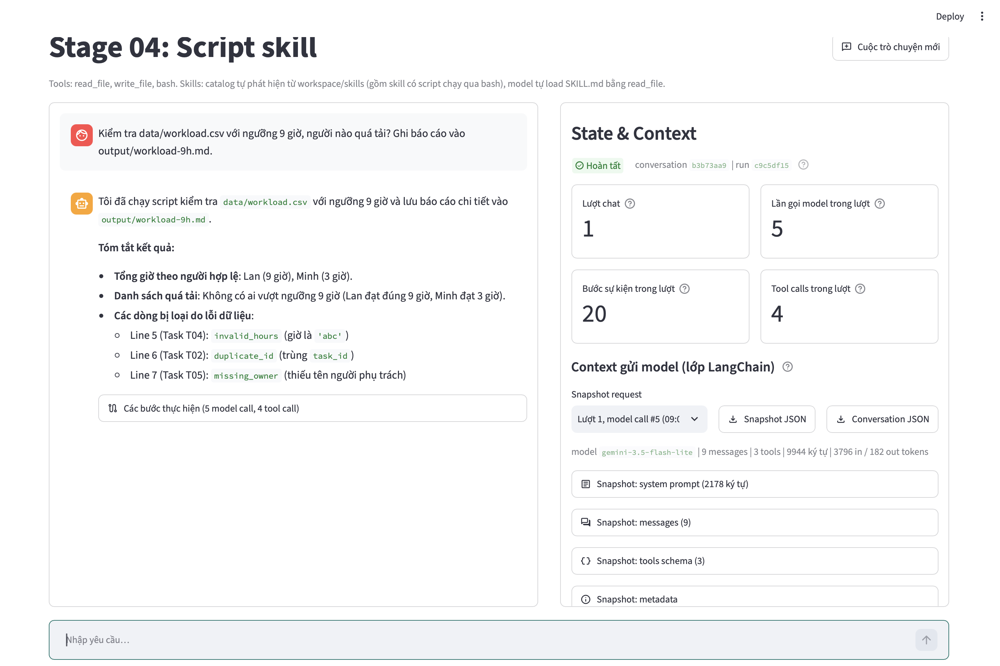 Deploy
Stage 04: Script skill
Cuộc trò chuyện mới
Tools: read_file, write_file, bash. Skills: catalog tự phát hiện từ workspace/skills (gồm skill có script chạy qua bash), model tự load SKILL.md bằng read_file.
Kiểm tra data/workload.csv với ngưỡng 9 giờ, người nào quá tải? Ghi báo cáo vào
output/workload-9h.md.
Tôi đã chạy script kiểm tra data/workload.csv với ngưỡng 9 giờ và lưu báo cáo chi tiết vào
output/workload-9h.md.
Tóm tắt kết quả:
• Tổng giờ theo người hợp lệ: Lan (9 giờ), Minh (3 giờ).
• Danh sách quá tải: Không có ai vượt ngưỡng 9 giờ (Lan đạt đúng 9 giờ, Minh đạt 3 giờ).
• Các dòng bị loại do lỗi dữ liệu:
Line 5 (Task T04): invalid_hours (giờ là 'abc')
Line 6 (Task T02): duplicate_id (trùng task_id)
Line 7 (Task T05): missing_owner (thiếu tên người phụ trách)
Các bước thực hiện (5 model call, 4 tool call)
State & Context
Hoàn tất conversation b3b73aa9 | run c9c5df15
Lượt chat
1
Lần gọi model trong lượt
5
Bước sự kiện trong lượt
20
Tool calls trong lượt
4
Context gửi model (lớp LangChain)
Snapshot request
Lượt 1, model call #5 (09:
Snapshot JSON
Conversation JSON
model gemini-3.5-flash-lite | 9 messages | 3 tools | 9944 ký tự | 3796 in / 182 out tokens
Snapshot: system prompt (2178 ký tự)
Snapshot: messages (9)
Snapshot: tools schema (3)
Snapshot: metadata
Nhập yêu cầu…